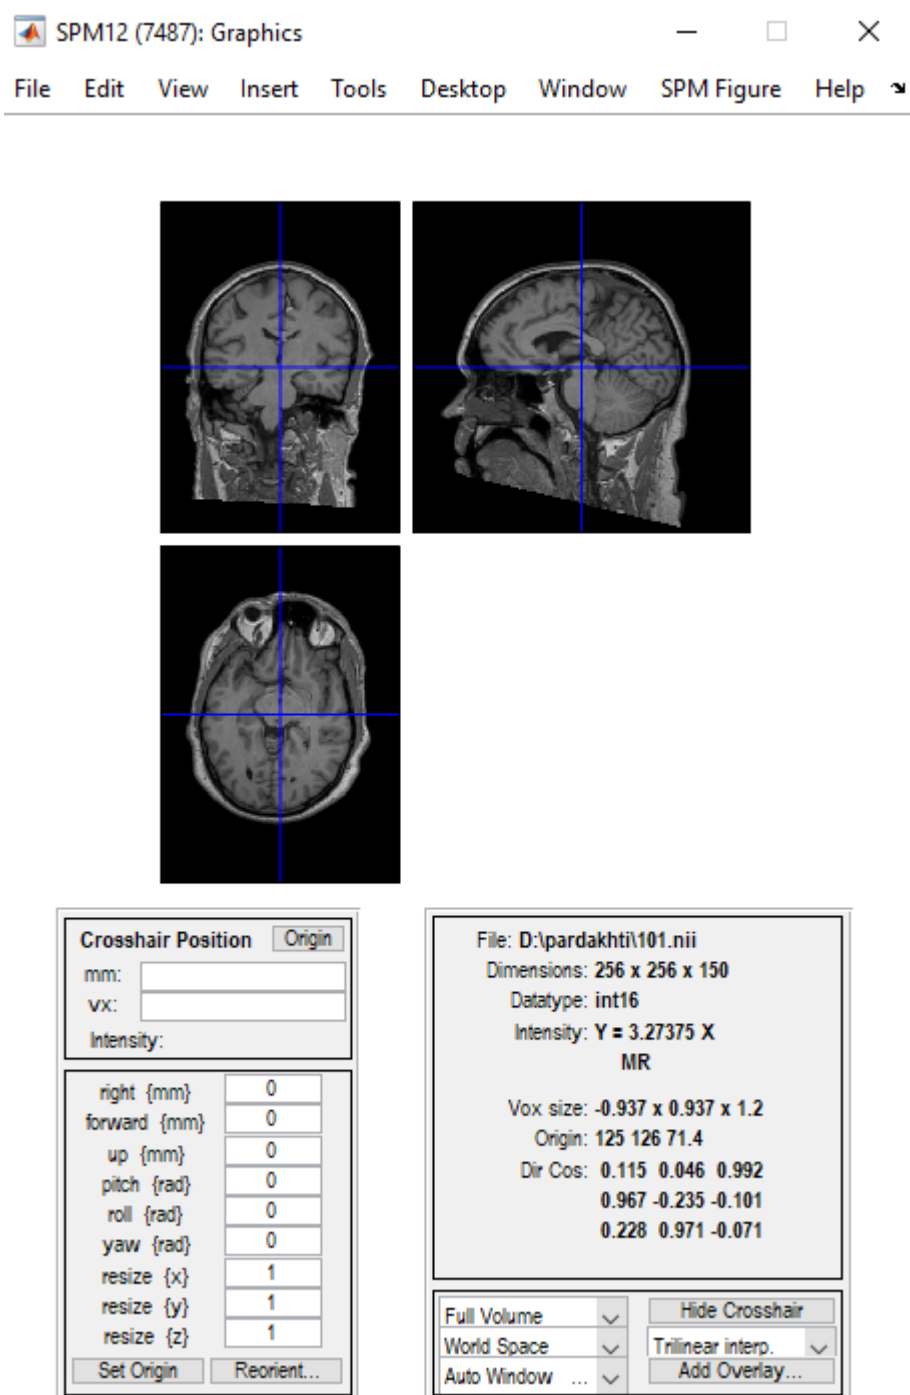 SPM12 (7487): Graphics
File Edit View Insert Tools Desktop Window SPM Figure Help
Crosshair Position Origin
mm:
vx:
Intensity:
right {mm} 0
forward {mm} 0
up {mm} 0
pitch {rad} 0
roll {rad} 0
yaw {rad} 0
resize {x} 1
resize {y} 1
resize {z} 1
Set Origin Reorient...
File: D:\pardakhti\101.nii
Dimensions: 256 x 256 x 150
Datatype: int16
Intensity: Y = 3.27375 X
MR
Vox size: -0.937 x 0.937 x 1.2
Origin: 125 126 71.4
Dir Cos: 0.115 0.046 0.992
0.967 -0.235 -0.101
0.228 0.971 -0.071
Full Volume Hide Crosshair
World Space Trilinear interp.
Auto Window ... Add Overlay...